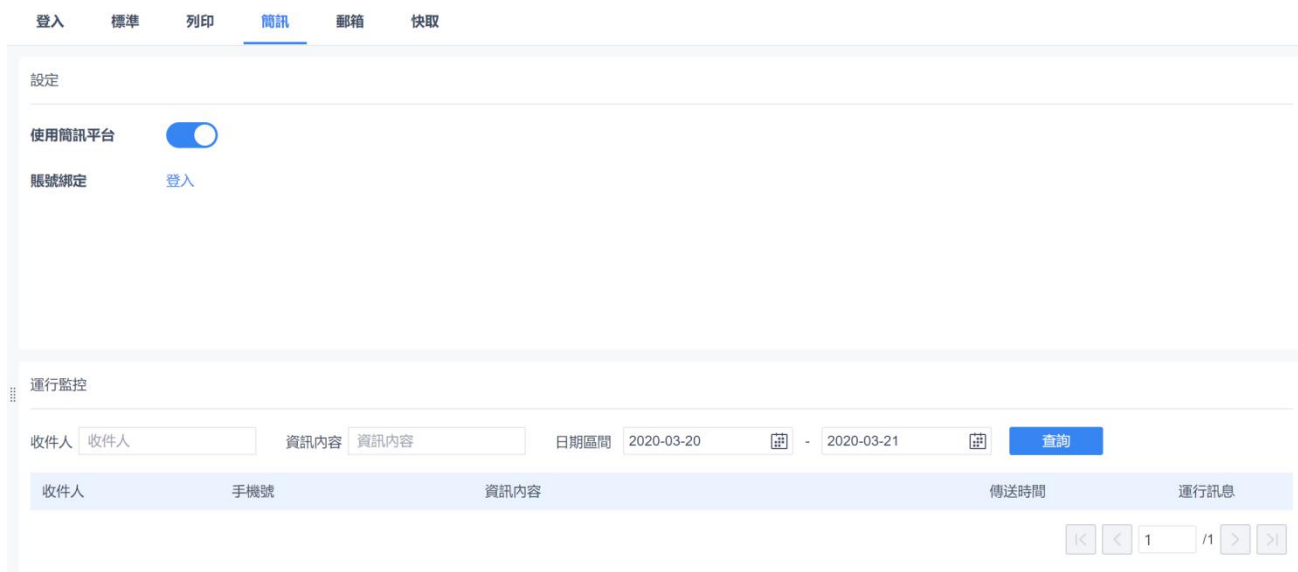 登入 標準 列印 簡訊 郵箱 快取
設定
使用簡訊平台
賬號綁定 登入
運行監控
收件人 收件人 資訊內容 資訊內容 日期區間 2020-03-20 - 2020-03-21 查詢
收件人 手機號 資訊內容 傳送時間 運行訊息
1 /1